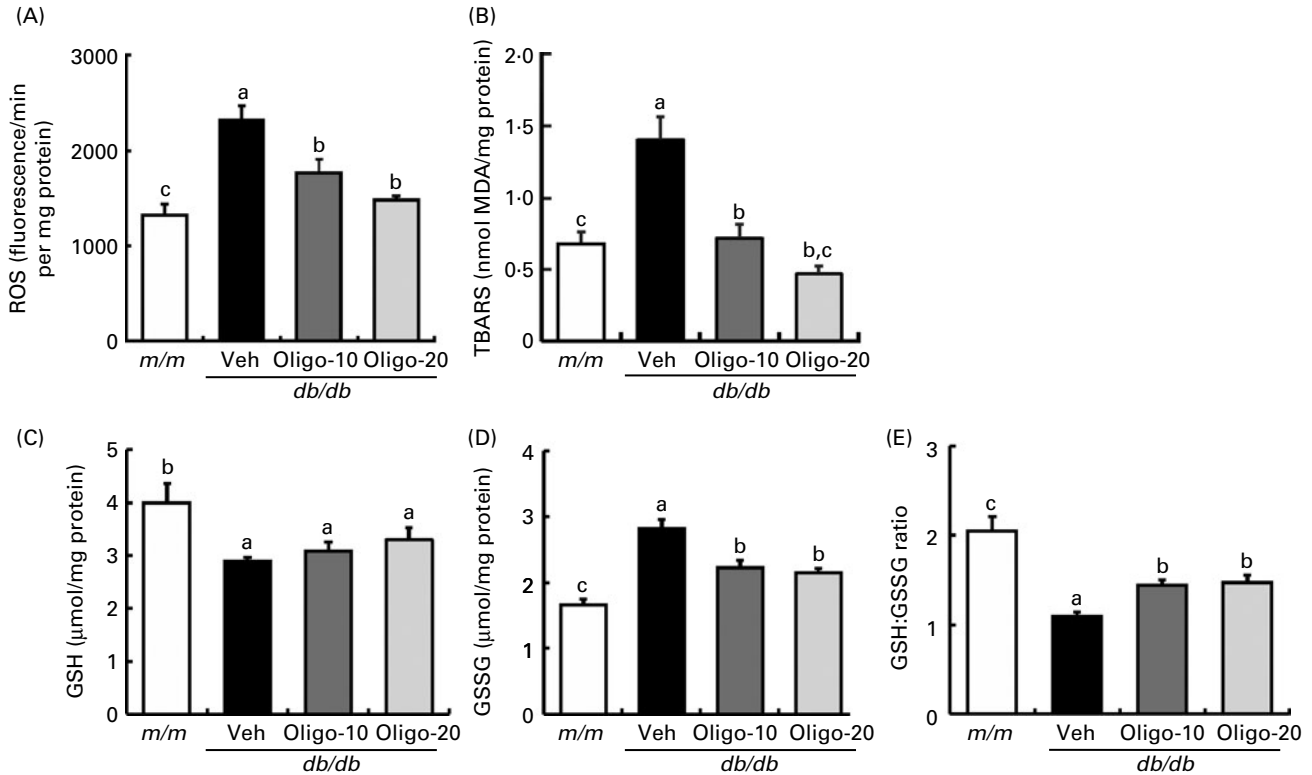 (A)
ROS (fluorescence/min
per mg protein)
3000
2000
1000
0
c
a
b
b
m/m
Veh
Oligo-10
Oligo-20
db/db
(B)
TBARS (nmol MDA/mg protein)
2·0
1·5
1·0
0·5
0
c
a
b
b,c
m/m
Veh
Oligo-10
Oligo-20
db/db
(C)
GSH (μmol/mg protein)
5
4
3
2
1
0
b
a
a
a
m/m
Veh
Oligo-10
Oligo-20
db/db
(D)
GSSG (μmol/mg protein)
4
3
2
1
0
c
a
b
b
m/m
Veh
Oligo-10
Oligo-20
db/db
(E)
GSH:GSSG ratio
3
2
1
0
c
a
b
b
m/m
Veh
Oligo-10
Oligo-20
db/db